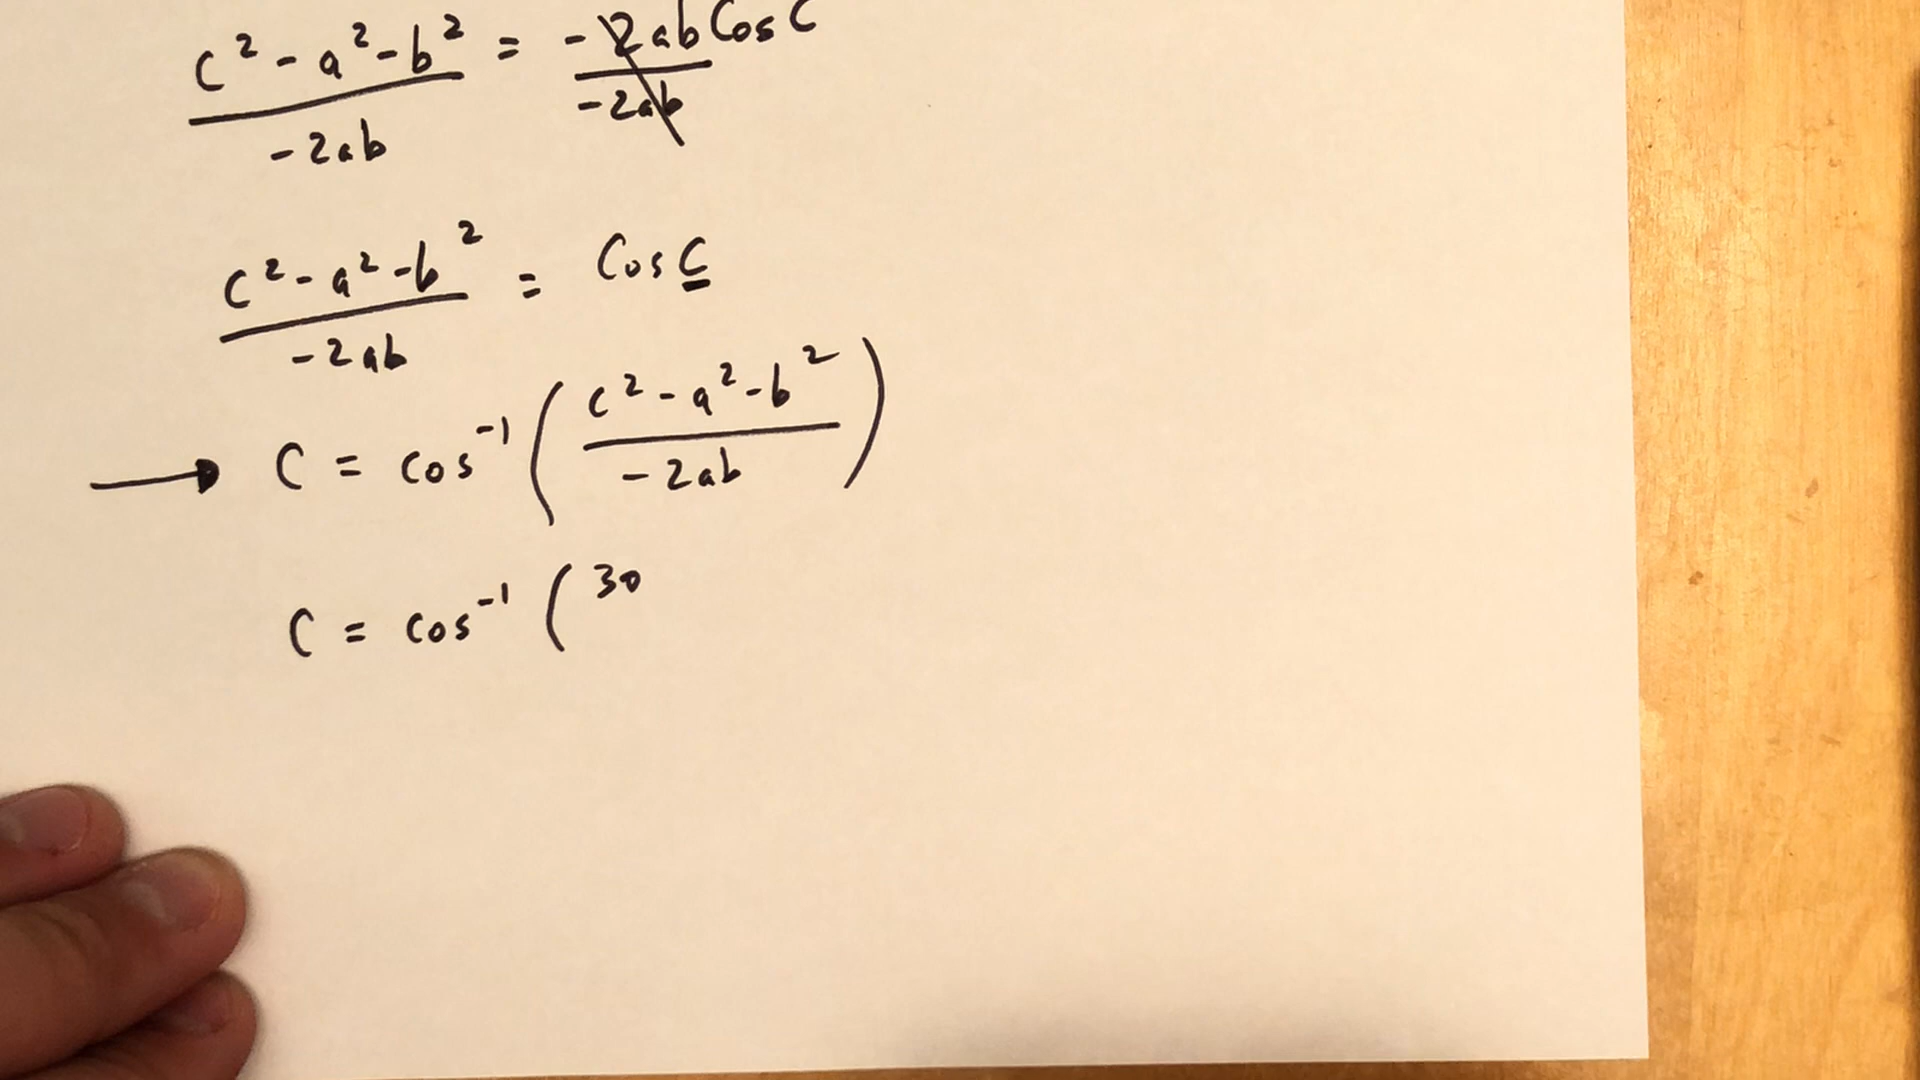 c² - a² - b² / -2ab = -2ab Cos C / -2ab
c² - a² - b² / -2ab = Cos C
C = cos⁻¹ ( c² - a² - b² / -2ab )
C = cos⁻¹ ( 30